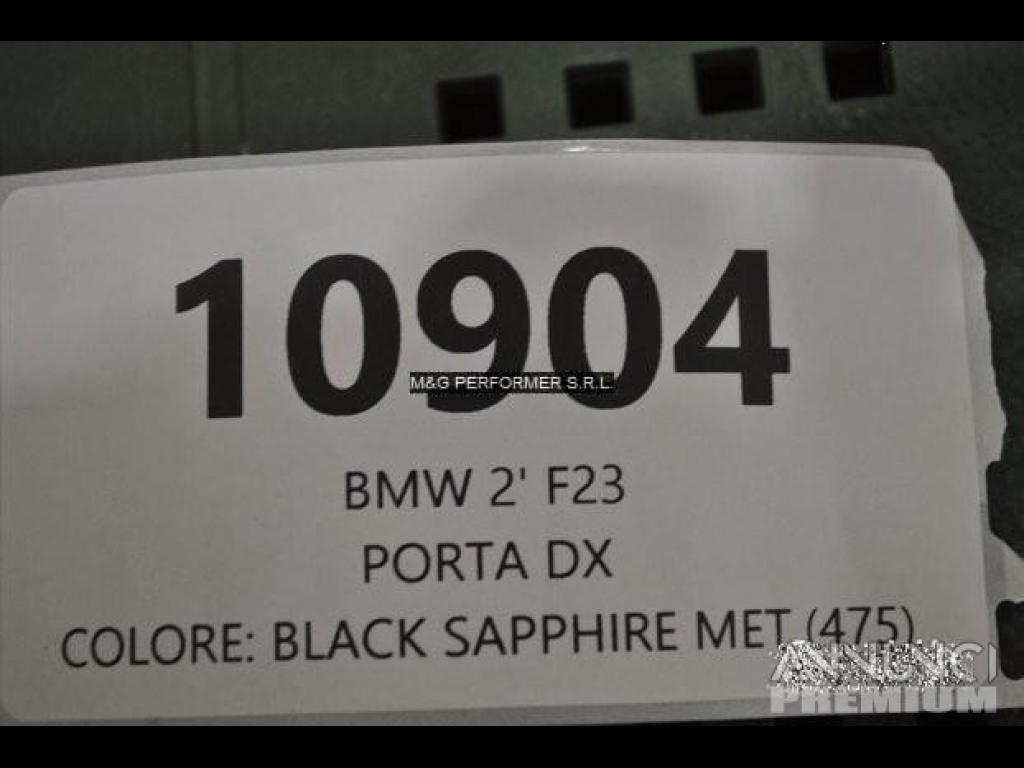 10904
M&G PERFORMER S.R.L.
BMW 2' F23
PORTA DX
COLORE: BLACK SAPPHIRE MET (475)
ANNUNCI
PREMIUM